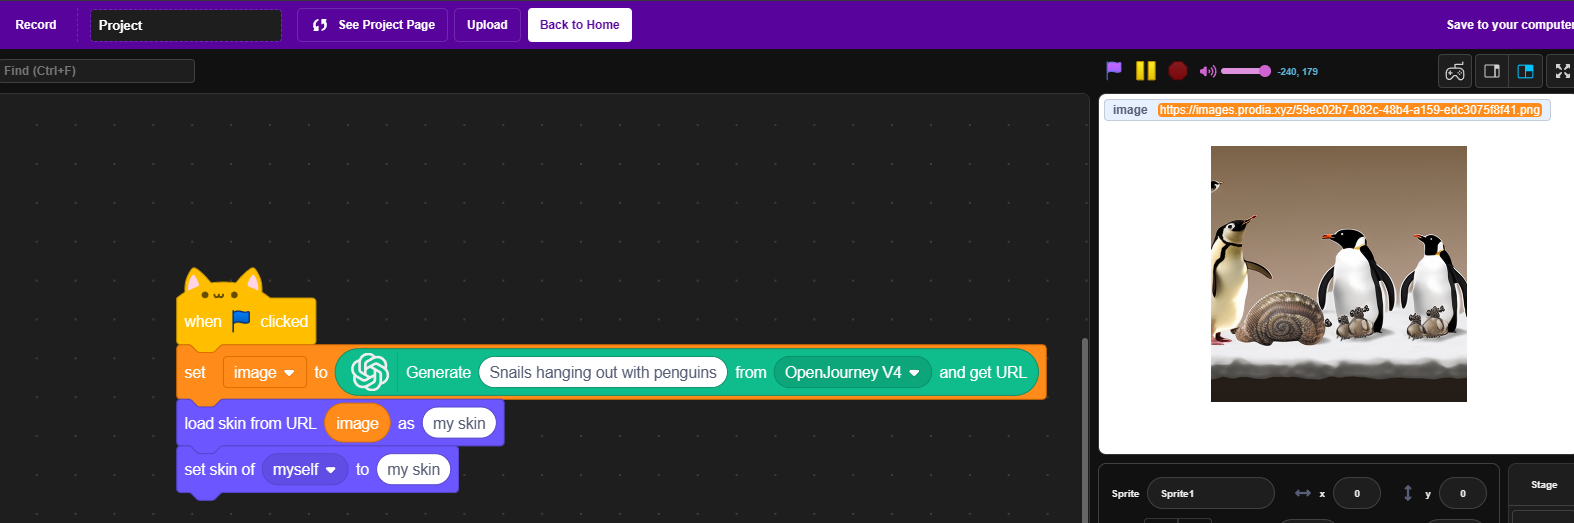 Record
Project
See Project Page
Upload
Back to Home
Save to your computer
Find (Ctrl+F)
-240, 179
image https://images.prodia.xyz/59ec02b7-082c-48b4-a159-edc3075f8f41.png
when clicked
set image to Generate Snails hanging out with penguins from OpenJourney V4 and get URL
load skin from URL image as my skin
set skin of myself to my skin
Sprite Sprite1 x 0 y 0
Stage